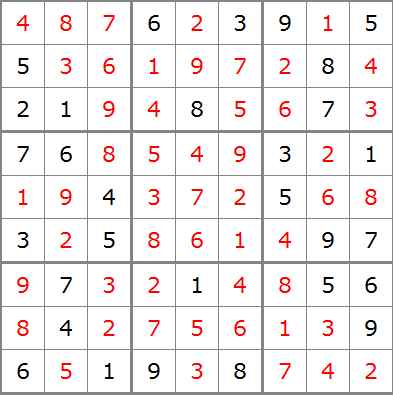 4 8 7 6 2 3 9 1 5
5 3 6 1 9 7 2 8 4
2 1 9 4 8 5 6 7 3
7 6 8 5 4 9 3 2 1
1 9 4 3 7 2 5 6 8
3 2 5 8 6 1 4 9 7
9 7 3 2 1 4 8 5 6
8 4 2 7 5 6 1 3 9
6 5 1 9 3 8 7 4 2